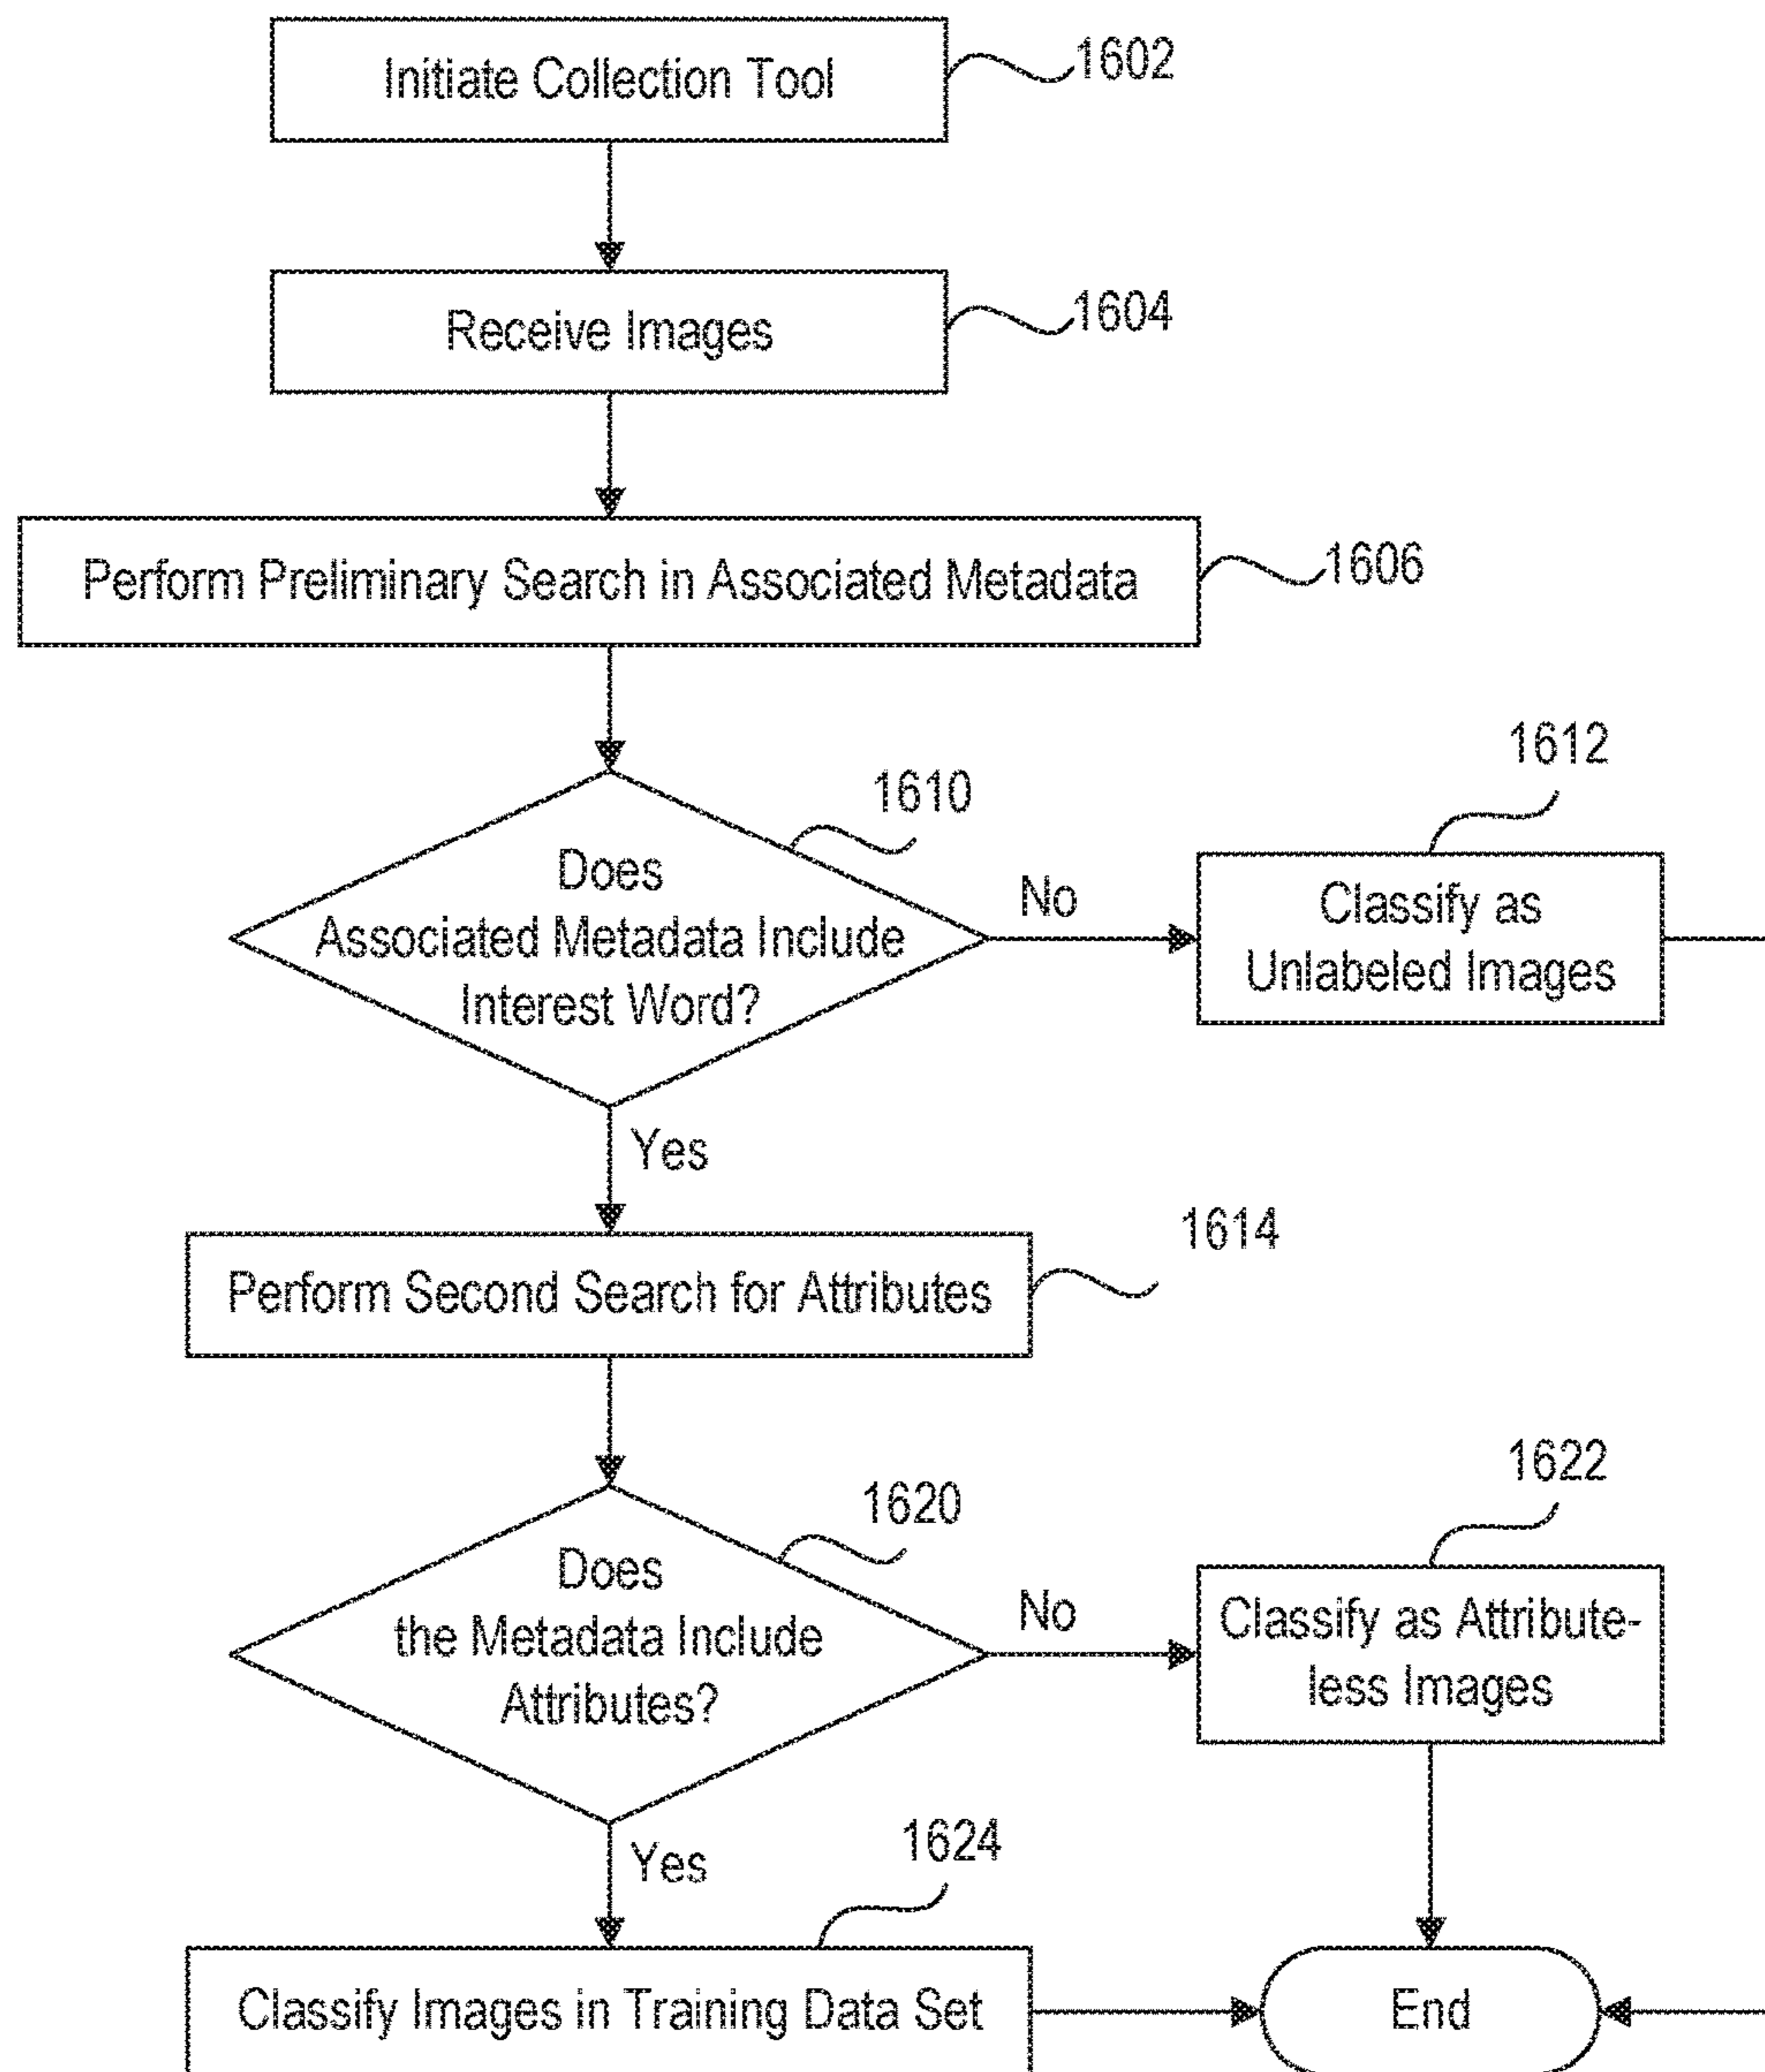 Initiate Collection Tool
1602
Receive Images
1604
Perform Preliminary Search in Associated Metadata
1606
1610
Does
Associated Metadata Include
Interest Word?
No
1612
Classify as
Unlabeled Images
Yes
1614
Perform Second Search for Attributes
1620
Does
the Metadata Include
Attributes?
No
1622
Classify as Attribute-
less Images
Yes
1624
Classify Images in Training Data Set
End